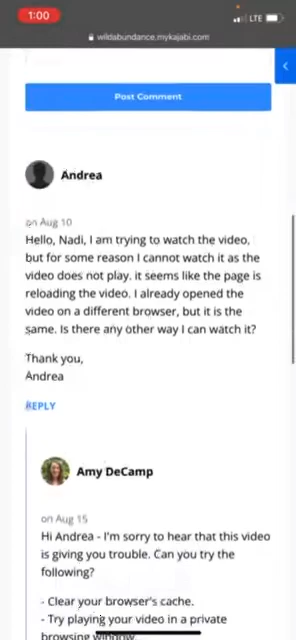 1:00
LTE
wildabundance.mykajabi.com
Post Comment
Andrea
on Aug 10
Hello, Nadi, I am trying to watch the video,
but for some reason I cannot watch it as the
video does not play. it seems like the page is
reloading the video. I already opened the
video on a different browser, but it is the
same. Is there any other way I can watch it?
Thank you,
Andrea
REPLY
Amy DeCamp
on Aug 15
Hi Andrea - I'm sorry to hear that this video
is giving you trouble. Can you try the
following?
- Clear your browser's cache.
- Try playing your video in a private
browsing window.